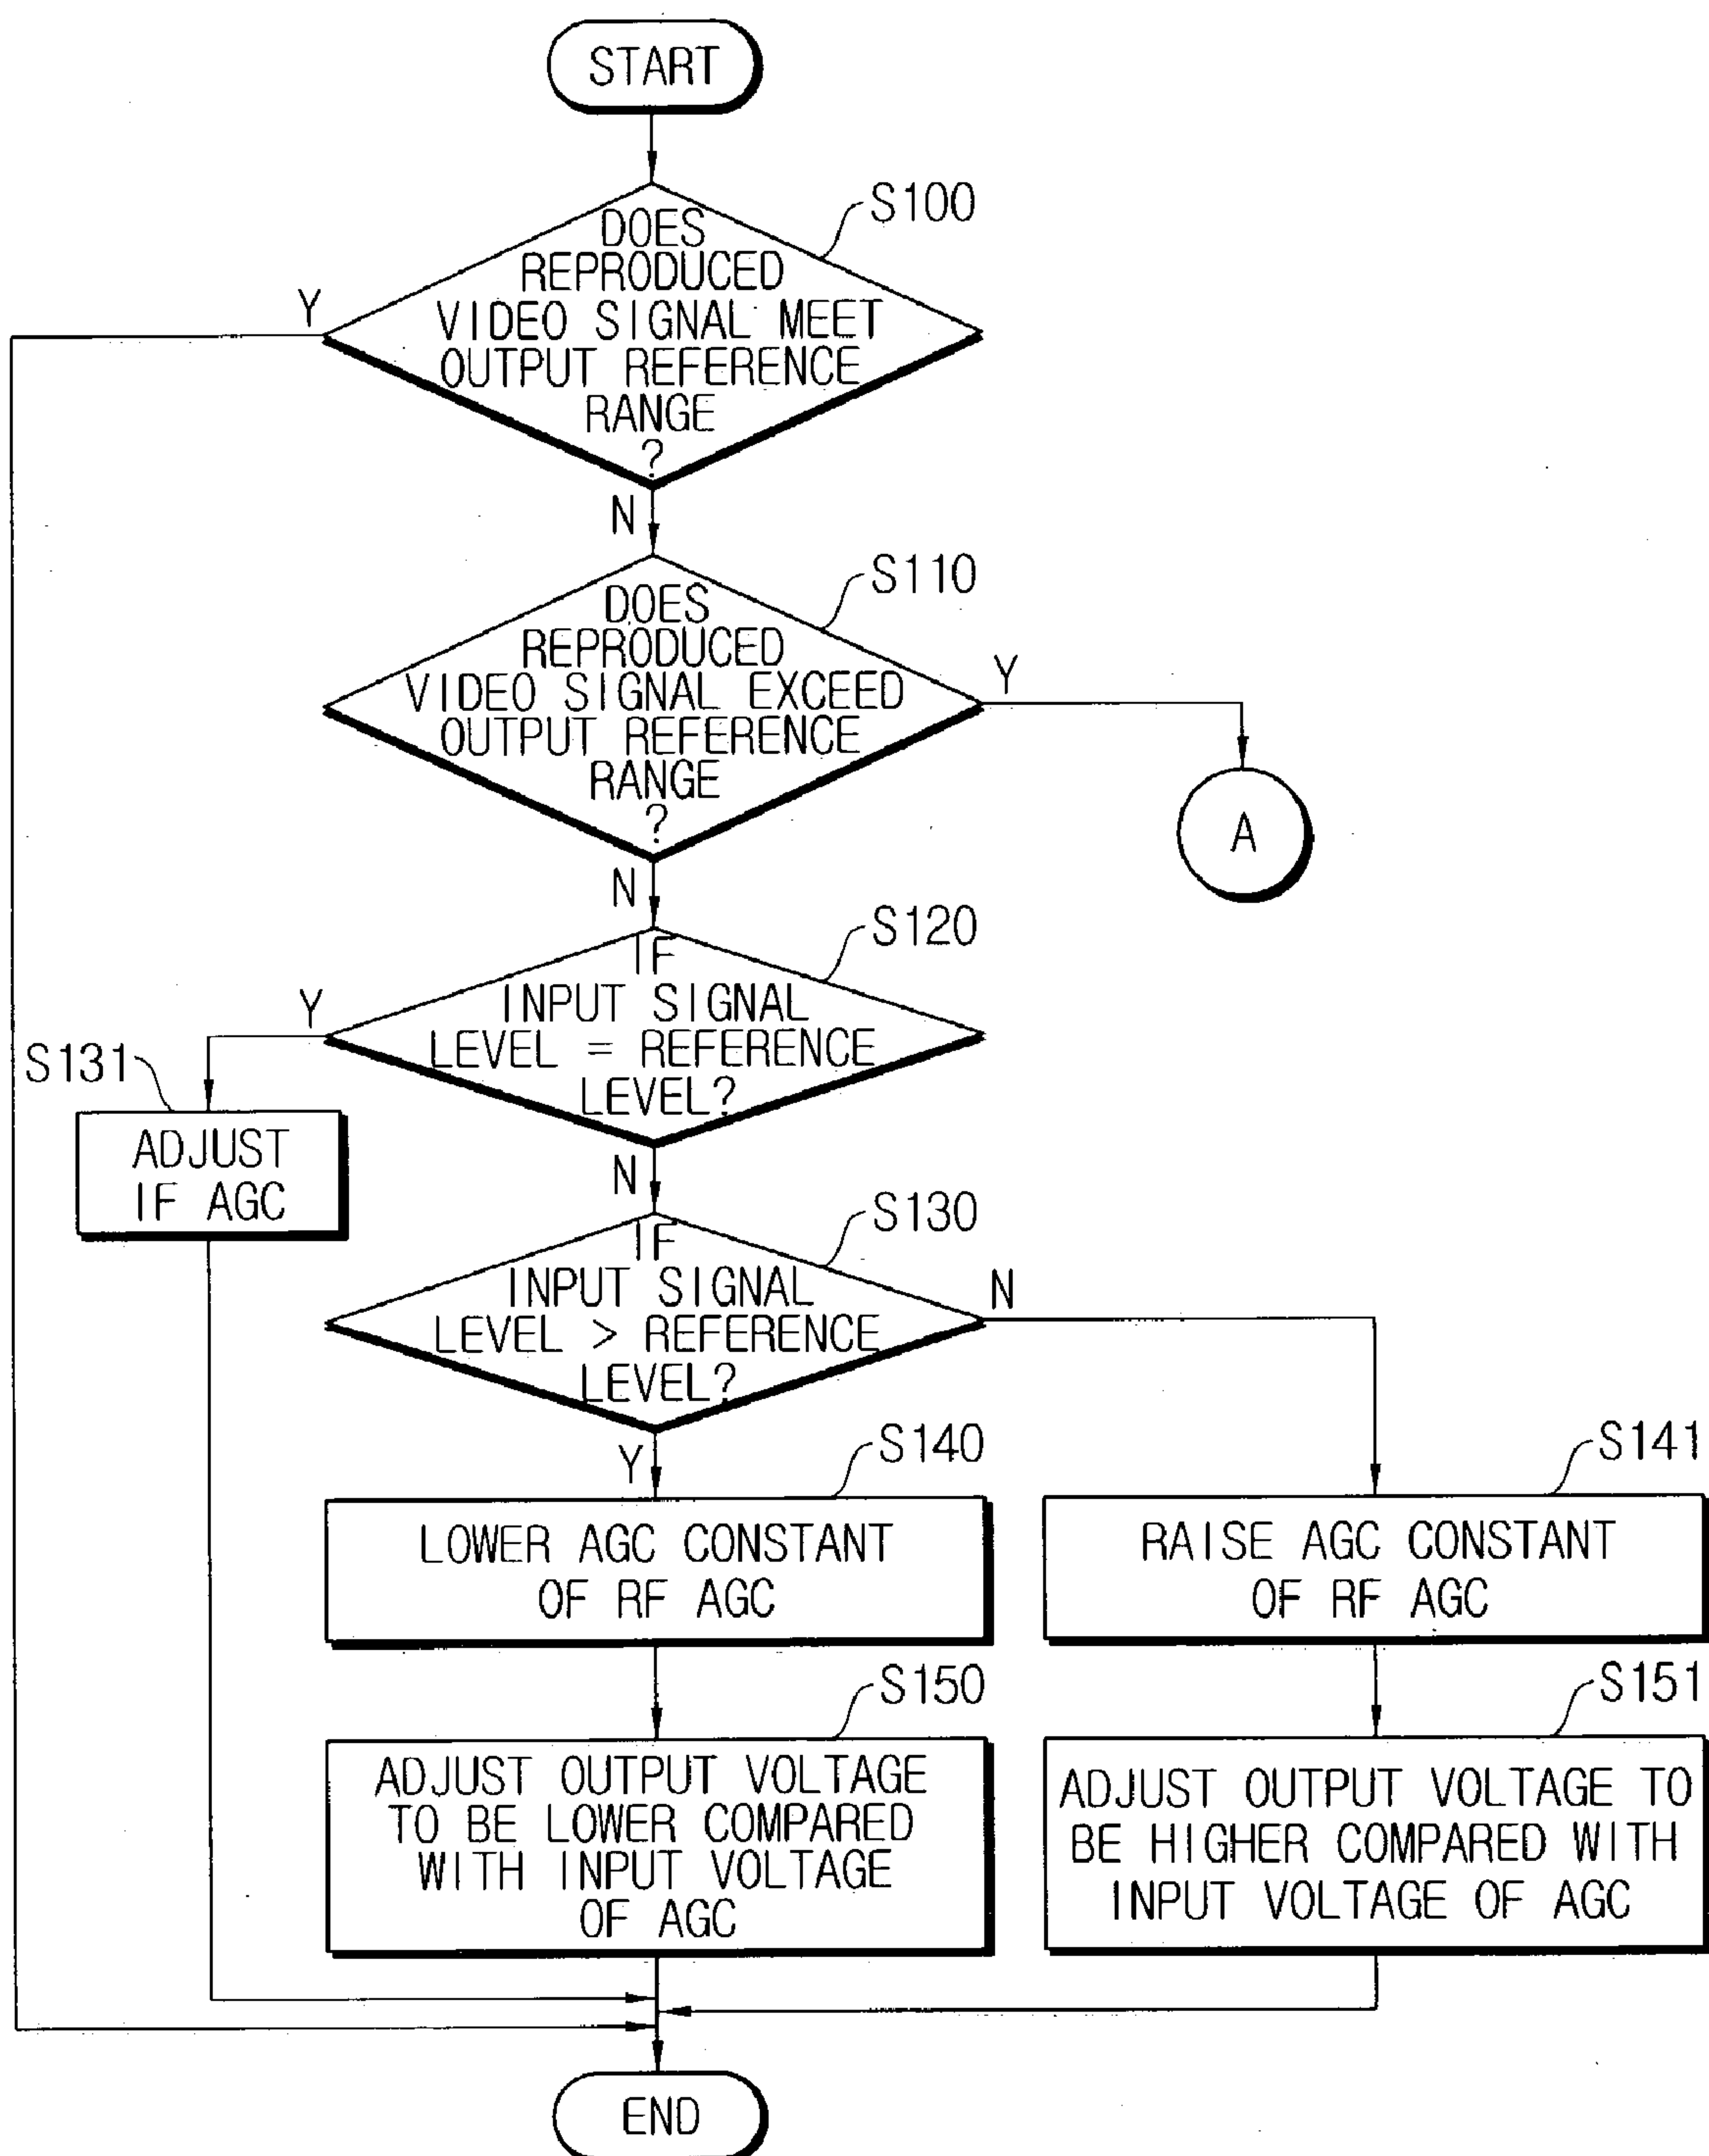 START
S100
DOES
REPRODUCED
VIDEO SIGNAL MEET
OUTPUT REFERENCE
RANGE
?
Y
N
S110
DOES
REPRODUCED
VIDEO SIGNAL EXCEED
OUTPUT REFERENCE
RANGE
?
Y
A
N
S120
IF
INPUT SIGNAL
LEVEL = REFERENCE
LEVEL?
Y
S131
ADJUST
IF AGC
N
S130
IF
INPUT SIGNAL
LEVEL > REFERENCE
LEVEL?
N
Y
S140
LOWER AGC CONSTANT
OF RF AGC
S141
RAISE AGC CONSTANT
OF RF AGC
S150
ADJUST OUTPUT VOLTAGE
TO BE LOWER COMPARED
WITH INPUT VOLTAGE
OF AGC
S151
ADJUST OUTPUT VOLTAGE TO
BE HIGHER COMPARED WITH
INPUT VOLTAGE OF AGC
END